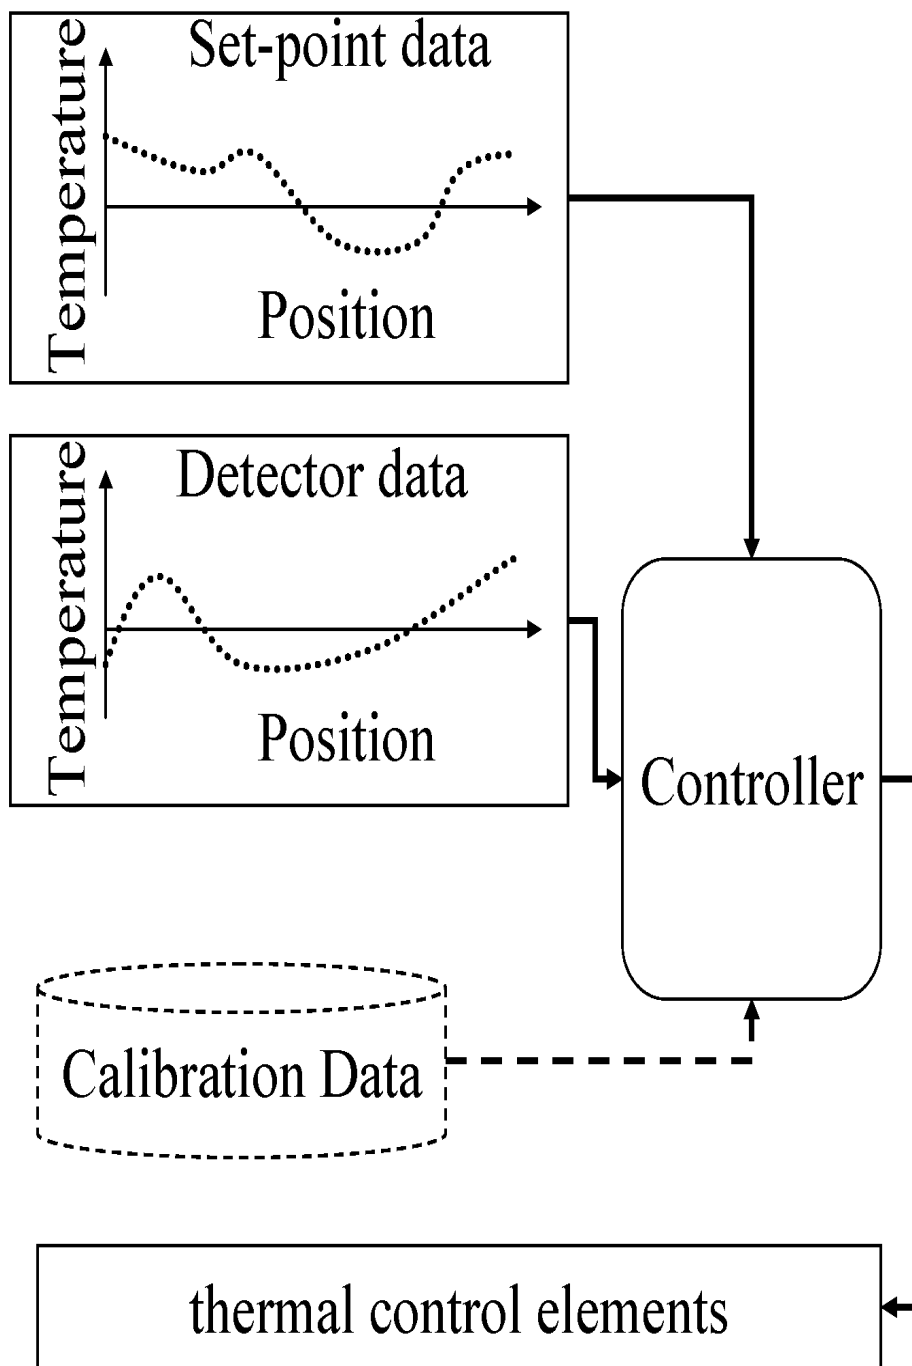 Set-point data
Temperature
Position
Detector data
Temperature
Position
Controller
Calibration Data
thermal control elements